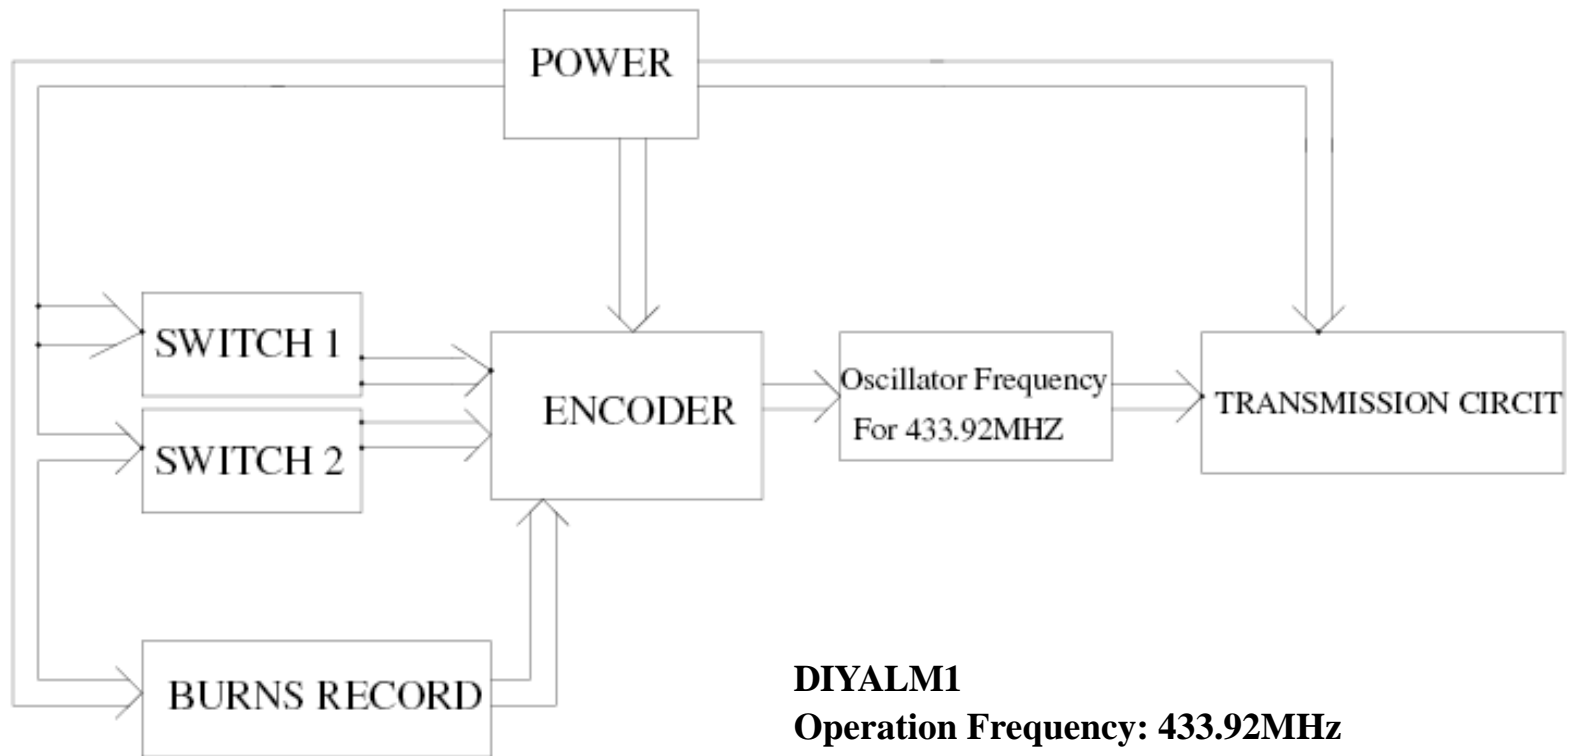 POWER
SWITCH 1
SWITCH 2
ENCODER
Oscillator Frequency
For 433.92MHZ
TRANSMISSION CIRCIT
BURNS RECORD
DIYALM1
Operation Frequency: 433.92MHz